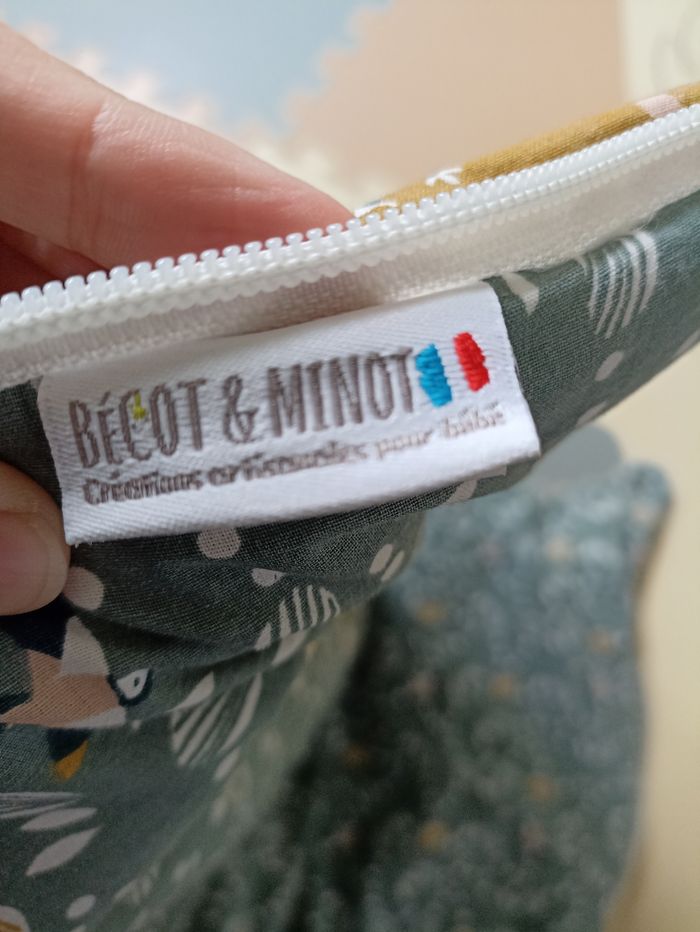 BÉCOT & MINOT
Créations artisanales pour bébé